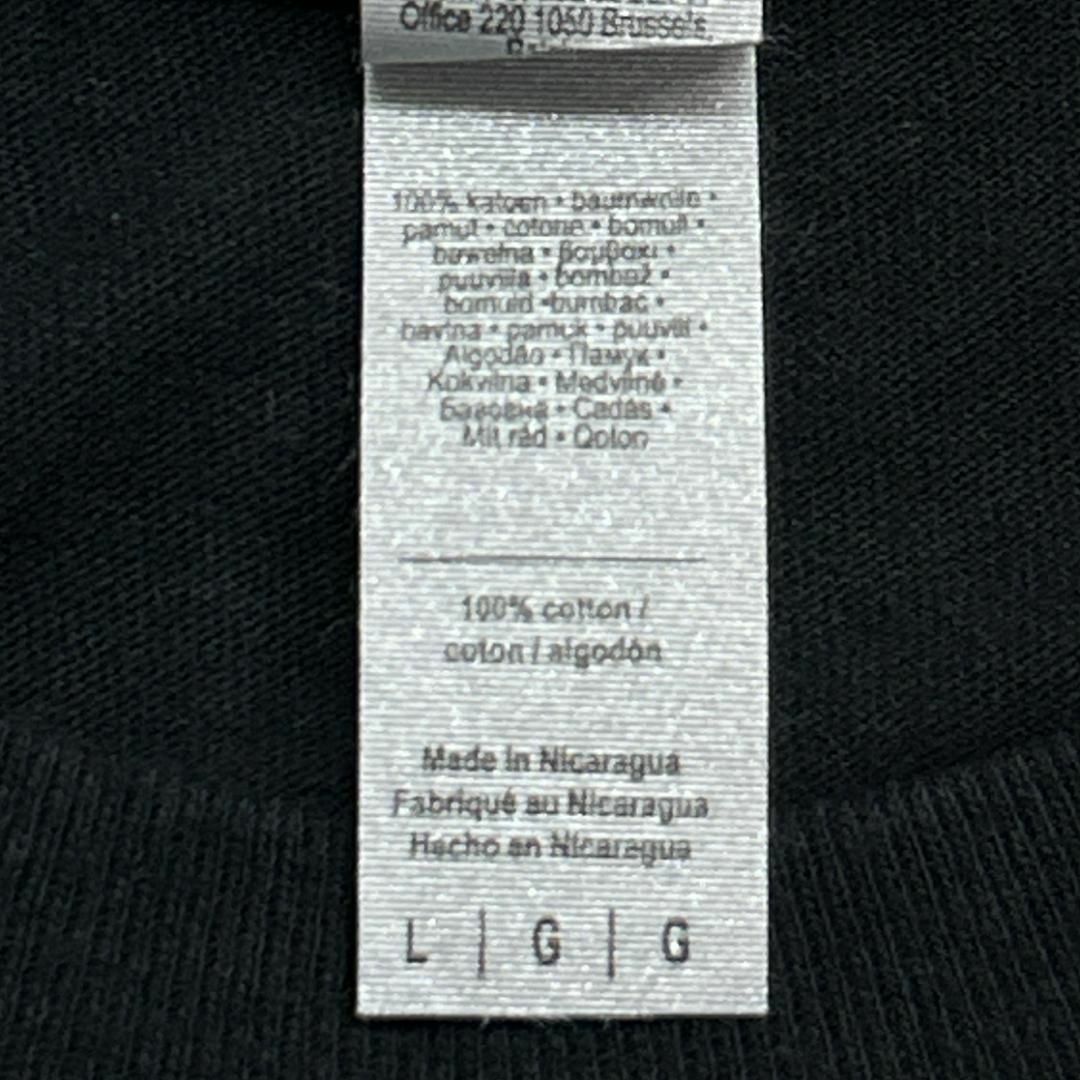 Office 220 1050 Brussels,
100% katoen • baumwolle •
pamut • cotone • bomull •
bawełna • βαμβάκι •
puuvilla • bombaž •
bomuld -bumbac •
bavlna • pamuk • puuvill •
Algodão • Памук •
Kokvilna • Medvilnė •
Бавовна • Cadás •
Mit rəd • Qoton
100% cotton /
coton / algodón
Made in Nicaragua
Fabriqué au Nicaragua
Hecho en Nicaragua
L | G | G